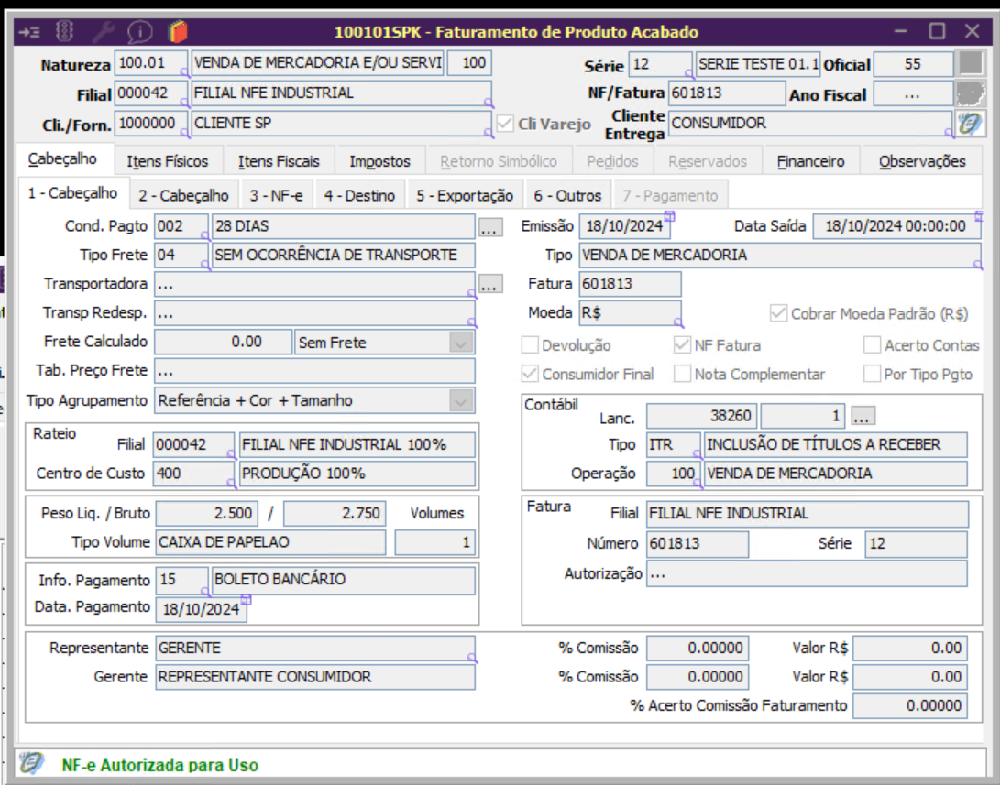 100101SPK - Faturamento de Produto Acabado
Natureza 100.01 VENDA DE MERCADORIA E/OU SERVI 100 Série 12 SERIE TESTE 01.1 Oficial 55
Filial 000042 FILIAL NFE INDUSTRIAL NF/Fatura 601813 Ano Fiscal ...
Cli./Forn. 1000000 CLIENTE SP Cli Varejo Cliente Entrega CONSUMIDOR
Cabeçalho Itens Físicos Itens Fiscais Impostos Retorno Simbólico Pedidos Reservados Financeiro Observações
1 - Cabeçalho 2 - Cabeçalho 3 - NF-e 4 - Destino 5 - Exportação 6 - Outros 7 - Pagamento
Cond. Pagto 002 28 DIAS ... Emissão 18/10/2024 Data Saída 18/10/2024 00:00:00
Tipo Frete 04 SEM OCORRÊNCIA DE TRANSPORTE Tipo VENDA DE MERCADORIA
Transportadora ... ... Fatura 601813
Transp Redesp. ... Moeda R$ Cobrar Moeda Padrão (R$)
Frete Calculado 0.00 Sem Frete Devolução NF Fatura Acerto Contas
Tab. Preço Frete ... Consumidor Final Nota Complementar Por Tipo Pgto
Tipo Agrupamento Referência + Cor + Tamanho
Contábil
Lanc. 38260 1 ...
Rateio
Filial 000042 FILIAL NFE INDUSTRIAL 100% Tipo ITR INCLUSÃO DE TÍTULOS A RECEBER
Centro de Custo 400 PRODUÇÃO 100% Operação 100 VENDA DE MERCADORIA
Peso Liq. / Bruto 2.500 / 2.750 Volumes
Fatura
Filial FILIAL NFE INDUSTRIAL
Tipo Volume CAIXA DE PAPELAO 1 Número 601813 Série 12
Info. Pagamento 15 BOLETO BANCÁRIO Autorização ...
Data. Pagamento 18/10/2024
Representante GERENTE % Comissão 0.00000 Valor R$ 0.00
Gerente REPRESENTANTE CONSUMIDOR % Comissão 0.00000 Valor R$ 0.00
% Acerto Comissão Faturamento 0.00000
NF-e Autorizada para Uso